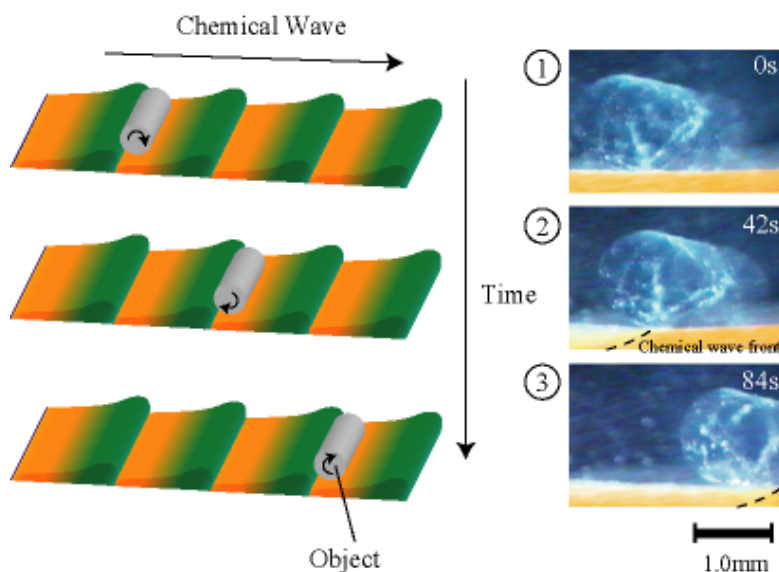 Chemical Wave
Time
Object
1
0s
2
42s
Chemical wave front
3
84s
1.0mm